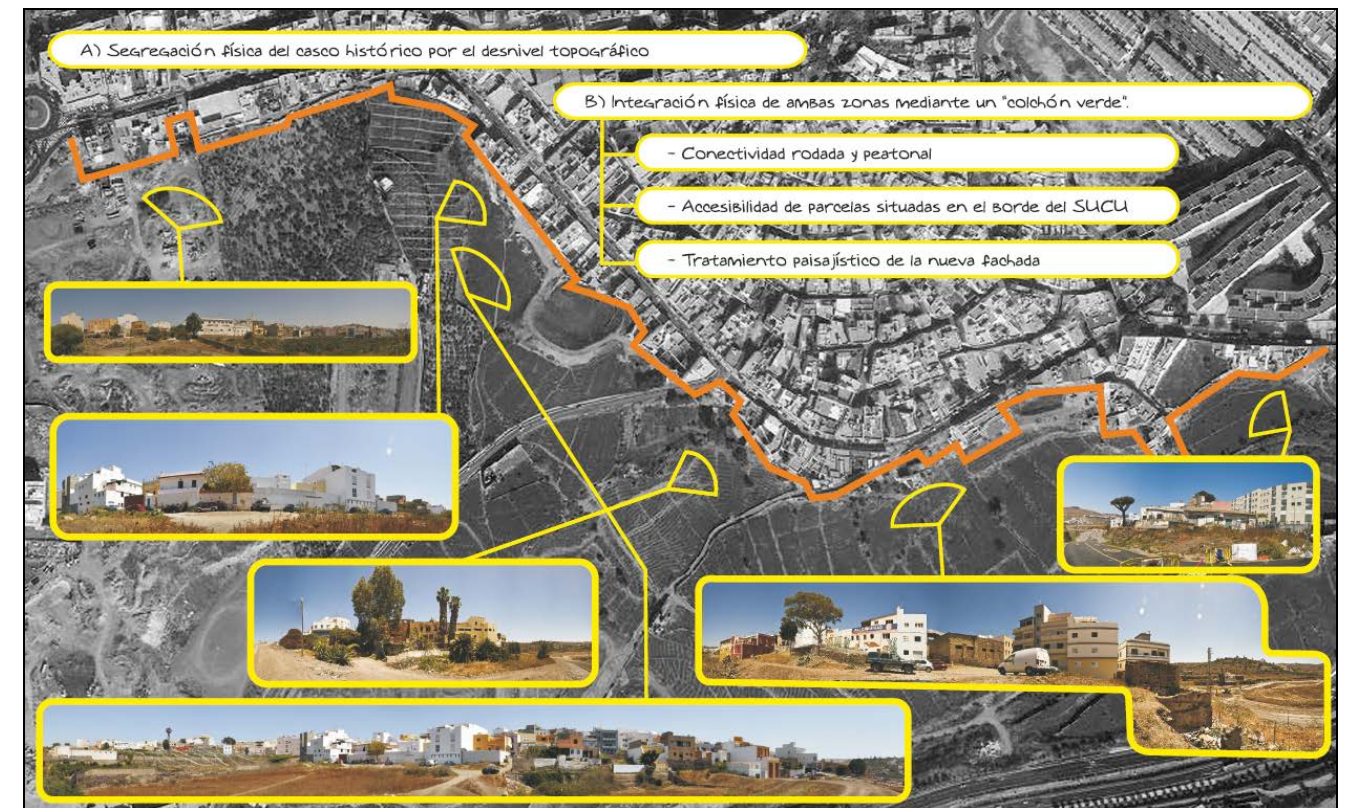 A) Segregación física del casco histórico por el desnivel topográfico
B) Integración física de ambas zonas mediante un "colchón verde".
- Conectividad rodada y peatonal
- Accesibilidad de parcelas situadas en el borde del SUCU
- Tratamiento paisajístico de la nueva fachada